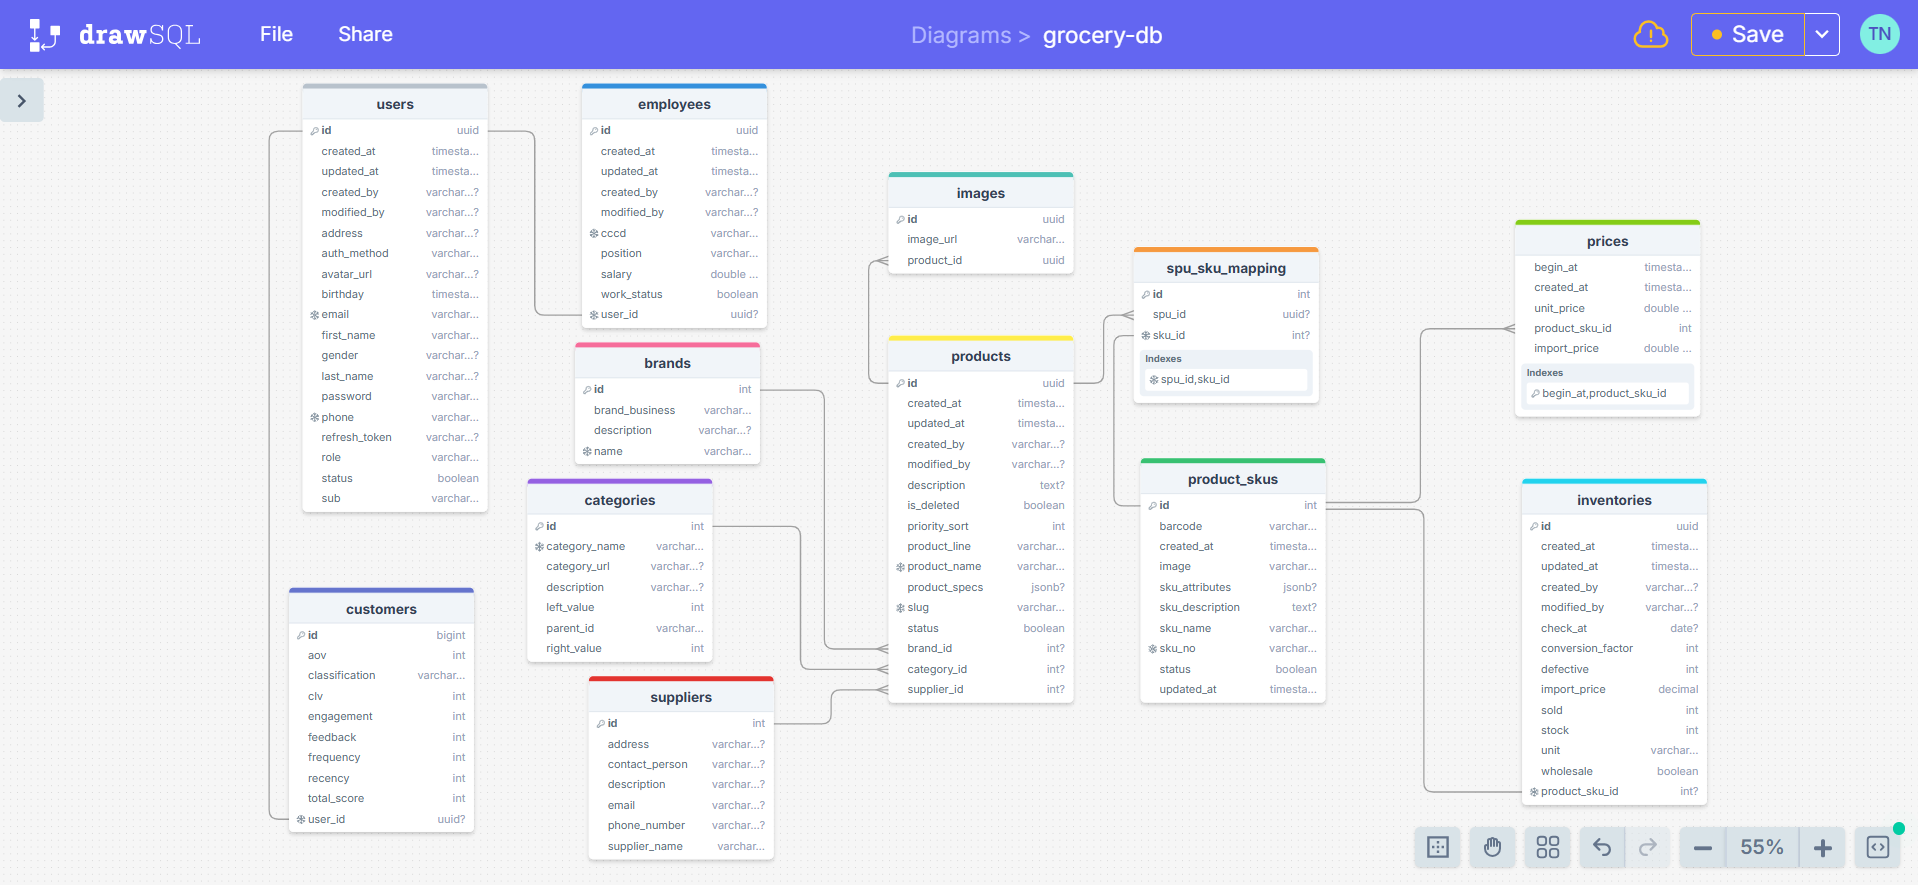 drawSQL
File
Share
Diagrams > grocery-db
Save
TN
users
id uuid
created_at timesta...
updated_at timesta...
created_by varchar...?
modified_by varchar...?
address varchar...?
auth_method varchar...
avatar_url varchar...?
birthday timesta...
email varchar...
first_name varchar...
gender varchar...?
last_name varchar...?
password varchar...
phone varchar...
refresh_token varchar...?
role varchar...
status boolean
sub varchar...
employees
id uuid
created_at timesta...
updated_at timesta...
created_by varchar...?
modified_by varchar...?
cccd varchar...
position varchar...
salary double ...
work_status boolean
user_id uuid?
brands
id int
brand_business varchar...
description varchar...?
name varchar...
categories
id int
category_name varchar...
category_url varchar...?
description varchar...?
left_value int
parent_id varchar...
right_value int
customers
id bigint
aov int
classification varchar...
clv int
engagement int
feedback int
frequency int
recency int
total_score int
user_id uuid?
suppliers
id int
address varchar...?
contact_person varchar...?
description varchar...?
email varchar...?
phone_number varchar...?
supplier_name varchar...
images
id uuid
image_url varchar...
product_id uuid
products
id uuid
created_at timesta...
updated_at timesta...
created_by varchar...?
modified_by varchar...?
description text?
is_deleted boolean
priority_sort int
product_line varchar...
product_name varchar...
product_specs jsonb?
slug varchar...
status boolean
brand_id int?
category_id int?
supplier_id int?
spu_sku_mapping
id int
spu_id uuid?
sku_id int?
Indexes
spu_id,sku_id
product_skus
id int
barcode varchar...
created_at timesta...
image varchar...
sku_attributes jsonb?
sku_description text?
sku_name varchar...
sku_no varchar...
status boolean
updated_at timesta...
prices
begin_at timesta...
created_at timesta...
unit_price double ...
product_sku_id int
import_price double ...
Indexes
begin_at,product_sku_id
inventories
id uuid
created_at timesta...
updated_at timesta...
created_by varchar...?
modified_by varchar...?
check_at date?
conversion_factor int
defective int
import_price decimal
sold int
stock int
unit varchar...
wholesale boolean
product_sku_id int?
55%